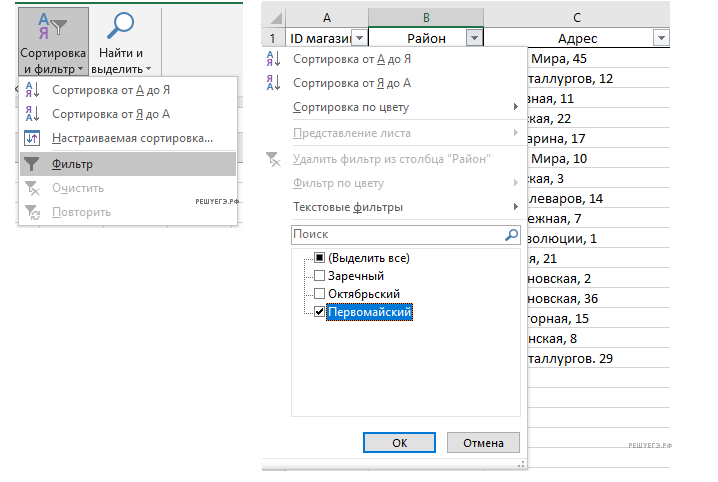 Сортировка
и фильтр
Найти и
выделить
Сортировка от А до Я
Сортировка от Я до А
Настраиваемая сортировка...
Фильтр
Очистить
Повторить
РЕШУЕГЭ.РФ
A B C
1 ID магази Район Адрес
Сортировка от А до Я
Сортировка от Я до А
Сортировка по цвету
Представление листа
Удалить фильтр из столбца "Район"
Фильтр по цвету
Текстовые фильтры
Поиск
(Выделить все)
Заречный
Октябрьский
Первомайский
ОК Отмена
Мира, 45
таллургов, 12
вная, 11
ская, 22
арина, 17
Мира, 10
ская, 3
леваров, 14
ежная, 7
волюции, 1
я, 21
новская, 2
новская, 36
горная, 15
нская, 8
таллургов. 29
РЕШУЕГЭ.РФ